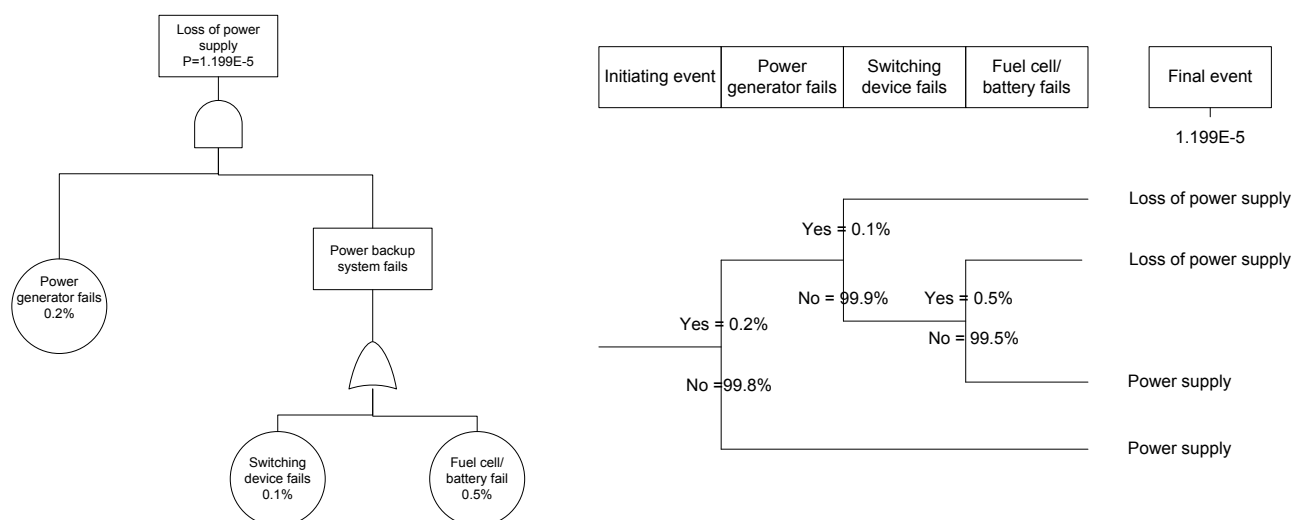 Loss of power
supply
P=1.199E-5
Power
generator fails
0.2%
Power backup
system fails
Switching
device fails
0.1%
Fuel cell/
battery fail
0.5%
Initiating event
Power
generator fails
Switching
device fails
Fuel cell/
battery fails
Final event
1.199E-5
Loss of power supply
Yes = 0.1%
Loss of power supply
No = 99.9%
Yes = 0.5%
Yes = 0.2%
No = 99.5%
No =99.8%
Power supply
Power supply